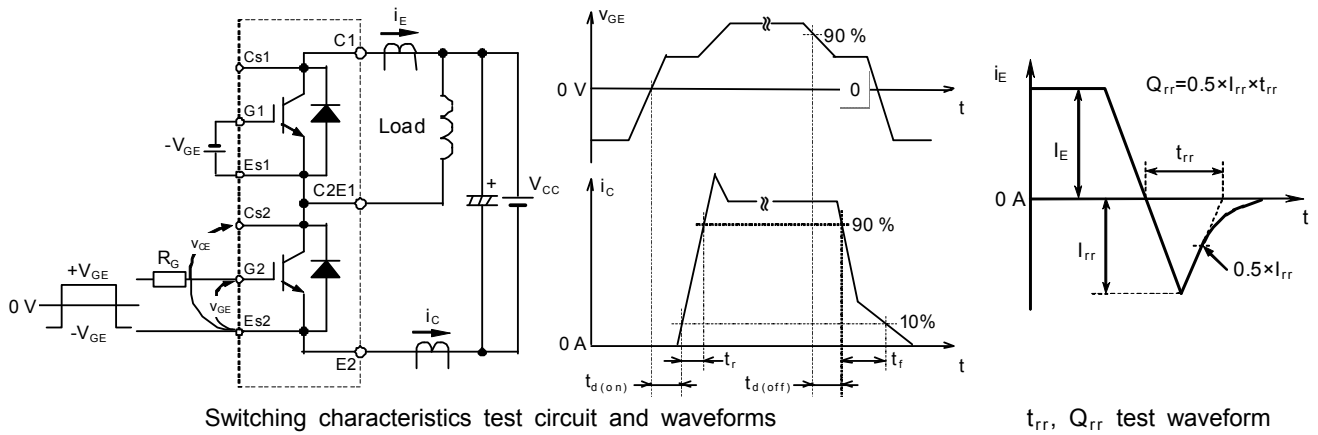 i_E
C1
Cs1
G1
Load
-V_GE
Es1
C2E1
+
V_CC
Cs2
v_CE
R_G
G2
+V_GE
0 V
v_GE
-V_GE
Es2
i_C
E2
v_GE
90 %
0 V
0
t
i_C
90 %
10%
0 A
t
t_r
t_f
t_d(on)
t_d(off)
i_E
Q_rr=0.5×I_rr×t_rr
I_E
t_rr
0 A
t
I_rr
0.5×I_rr
Switching characteristics test circuit and waveforms
t_rr, Q_rr test waveform